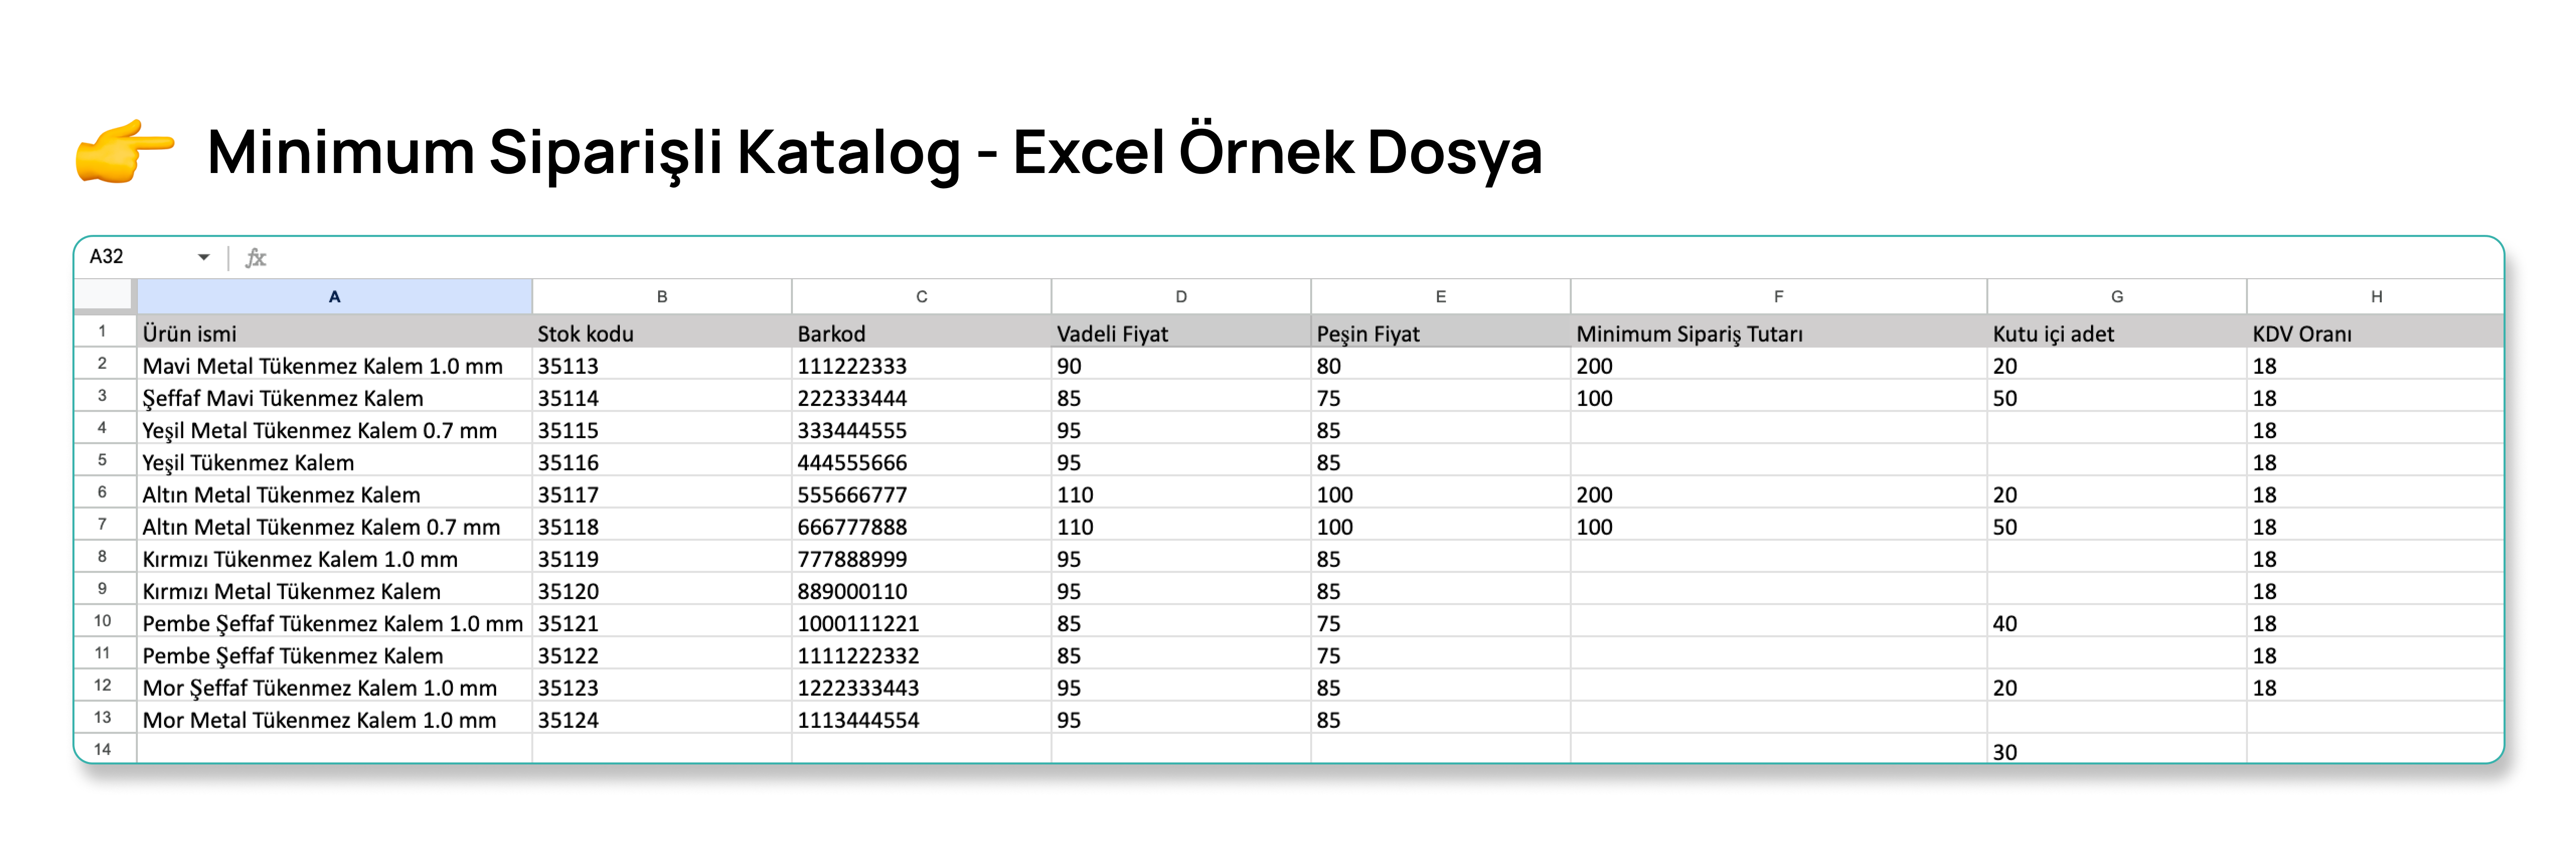 Minimum Siparişli Katalog - Excel Örnek Dosya
A32 fx
A B C D E F G H
1 Ürün ismi Stok kodu Barkod Vadeli Fiyat Peşin Fiyat Minimum Sipariş Tutarı Kutu içi adet KDV Oranı
2 Mavi Metal Tükenmez Kalem 1.0 mm 35113 111222333 90 80 200 20 18
3 Şeffaf Mavi Tükenmez Kalem 35114 222333444 85 75 100 50 18
4 Yeşil Metal Tükenmez Kalem 0.7 mm 35115 333444555 95 85 18
5 Yeşil Tükenmez Kalem 35116 444555666 95 85 18
6 Altın Metal Tükenmez Kalem 35117 555666777 110 100 200 20 18
7 Altın Metal Tükenmez Kalem 0.7 mm 35118 666777888 110 100 100 50 18
8 Kırmızı Tükenmez Kalem 1.0 mm 35119 777888999 95 85 18
9 Kırmızı Metal Tükenmez Kalem 35120 889000110 95 85 18
10 Pembe Şeffaf Tükenmez Kalem 1.0 mm 35121 1000111221 85 75 40 18
11 Pembe Şeffaf Tükenmez Kalem 35122 1111222332 85 75 18
12 Mor Şeffaf Tükenmez Kalem 1.0 mm 35123 1222333443 95 85 20 18
13 Mor Metal Tükenmez Kalem 1.0 mm 35124 1113444554 95 85
14 30